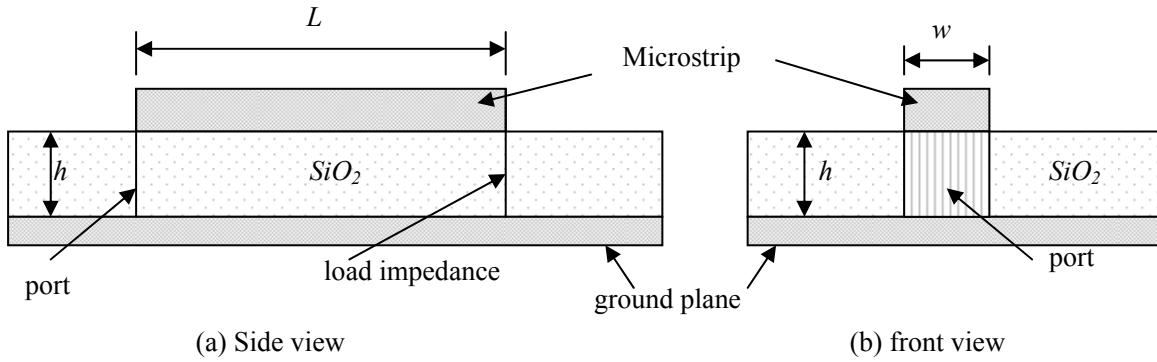 L
w
Microstrip
h
SiO2
h
SiO2
port
load impedance
ground plane
port
(a) Side view
(b) front view